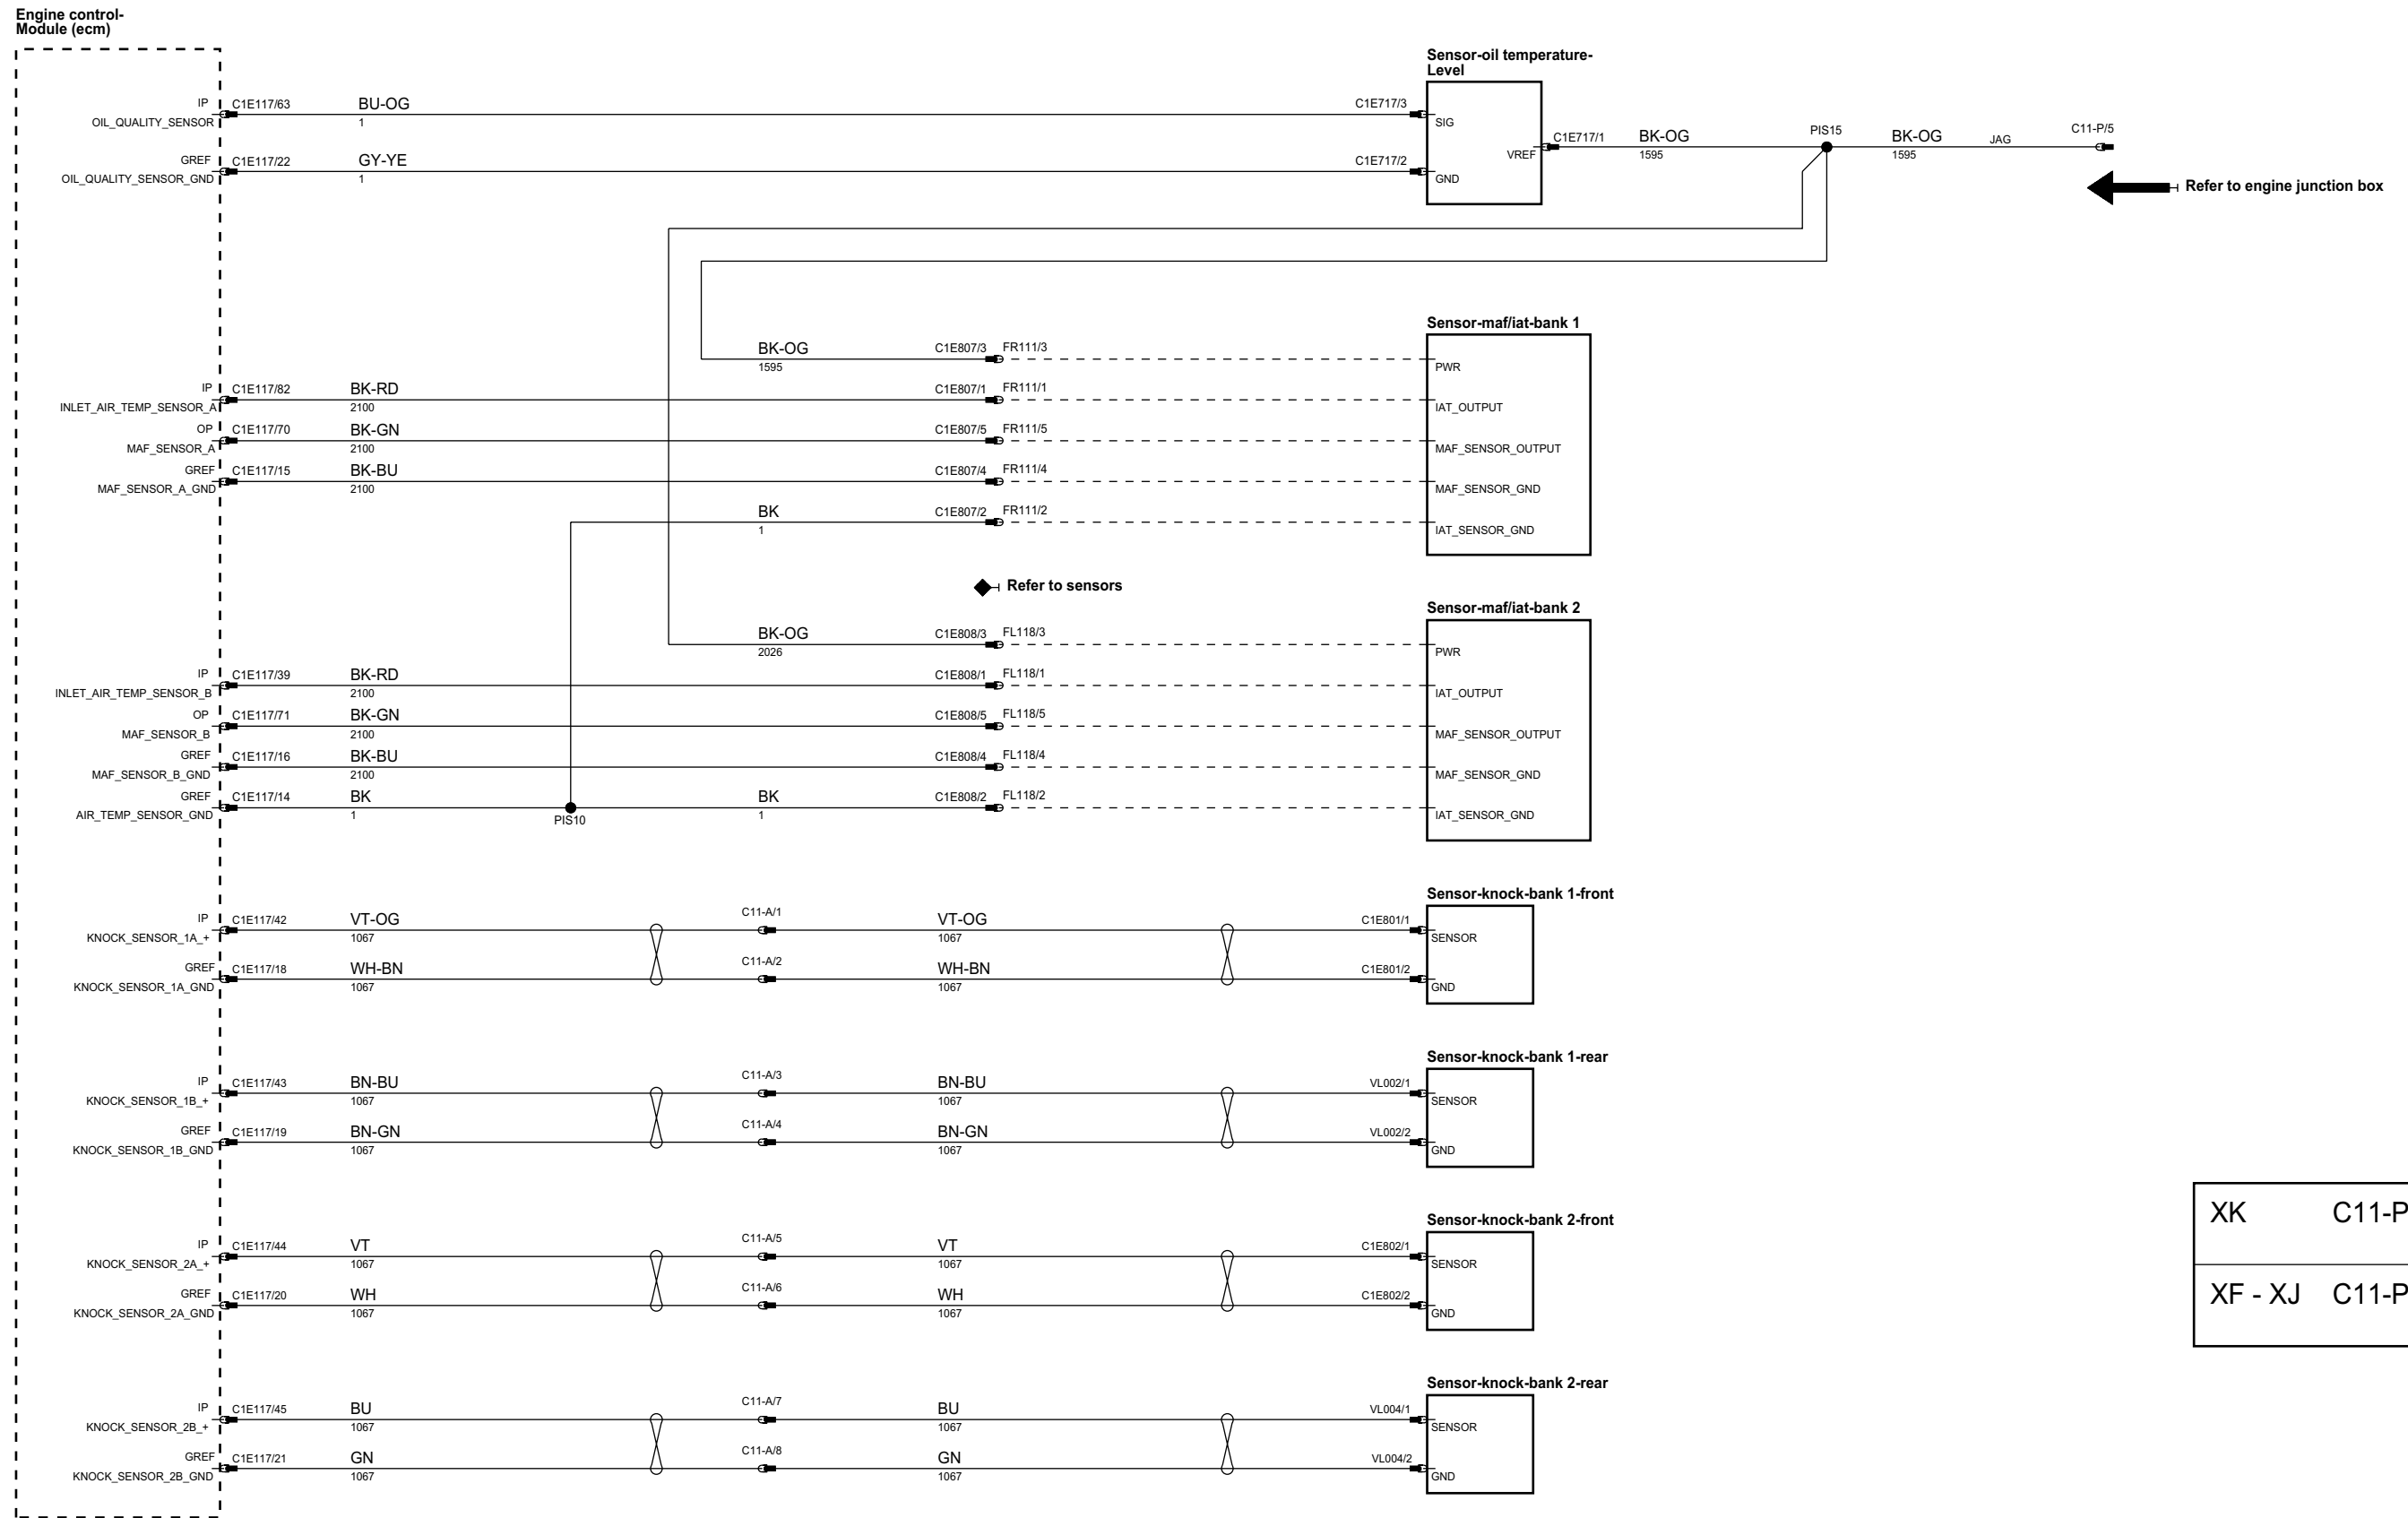 Engine control-
Module (ecm)
Sensor-oil temperature-
Level
IP C1E117/63 BU-OG C1E717/3
OIL_QUALITY_SENSOR 1 SIG
C1E717/1 BK-OG PIS15 BK-OG JAG C11-P/5
VREF 1595 1595
GREF C1E117/22 GY-YE C1E717/2
OIL_QUALITY_SENSOR_GND 1 GND
Refer to engine junction box
Sensor-maf/iat-bank 1
BK-OG C1E807/3 FR111/3
1595 PWR
IP C1E117/82 BK-RD C1E807/1 FR111/1
INLET_AIR_TEMP_SENSOR_A 2100 IAT_OUTPUT
OP C1E117/70 BK-GN C1E807/5 FR111/5
MAF_SENSOR_A 2100 MAF_SENSOR_OUTPUT
GREF C1E117/15 BK-BU C1E807/4 FR111/4
MAF_SENSOR_A_GND 2100 MAF_SENSOR_GND
BK C1E807/2 FR111/2
1 IAT_SENSOR_GND
Refer to sensors
Sensor-maf/iat-bank 2
BK-OG C1E808/3 FL118/3
2026 PWR
IP C1E117/39 BK-RD C1E808/1 FL118/1
INLET_AIR_TEMP_SENSOR_B 2100 IAT_OUTPUT
OP C1E117/71 BK-GN C1E808/5 FL118/5
MAF_SENSOR_B 2100 MAF_SENSOR_OUTPUT
GREF C1E117/16 BK-BU C1E808/4 FL118/4
MAF_SENSOR_B_GND 2100 MAF_SENSOR_GND
GREF C1E117/14 BK BK C1E808/2 FL118/2
AIR_TEMP_SENSOR_GND 1 PIS10 1 IAT_SENSOR_GND
Sensor-knock-bank 1-front
IP C1E117/42 VT-OG C11-A/1 VT-OG C1E801/1
KNOCK_SENSOR_1A_+ 1067 1067 SENSOR
GREF C1E117/18 WH-BN C11-A/2 WH-BN C1E801/2
KNOCK_SENSOR_1A_GND 1067 1067 GND
Sensor-knock-bank 1-rear
IP C1E117/43 BN-BU C11-A/3 BN-BU VL002/1
KNOCK_SENSOR_1B_+ 1067 1067 SENSOR
GREF C1E117/19 BN-GN C11-A/4 BN-GN VL002/2
KNOCK_SENSOR_1B_GND 1067 1067 GND
Sensor-knock-bank 2-front
IP C1E117/44 VT C11-A/5 VT C1E802/1
KNOCK_SENSOR_2A_+ 1067 1067 SENSOR
GREF C1E117/20 WH C11-A/6 WH C1E802/2
KNOCK_SENSOR_2A_GND 1067 1067 GND
Sensor-knock-bank 2-rear
IP C1E117/45 BU C11-A/7 BU VL004/1
KNOCK_SENSOR_2B_+ 1067 1067 SENSOR
GREF C1E117/21 GN C11-A/8 GN VL004/2
KNOCK_SENSOR_2B_GND 1067 1067 GND
XK C11-P
XF - XJ C11-P